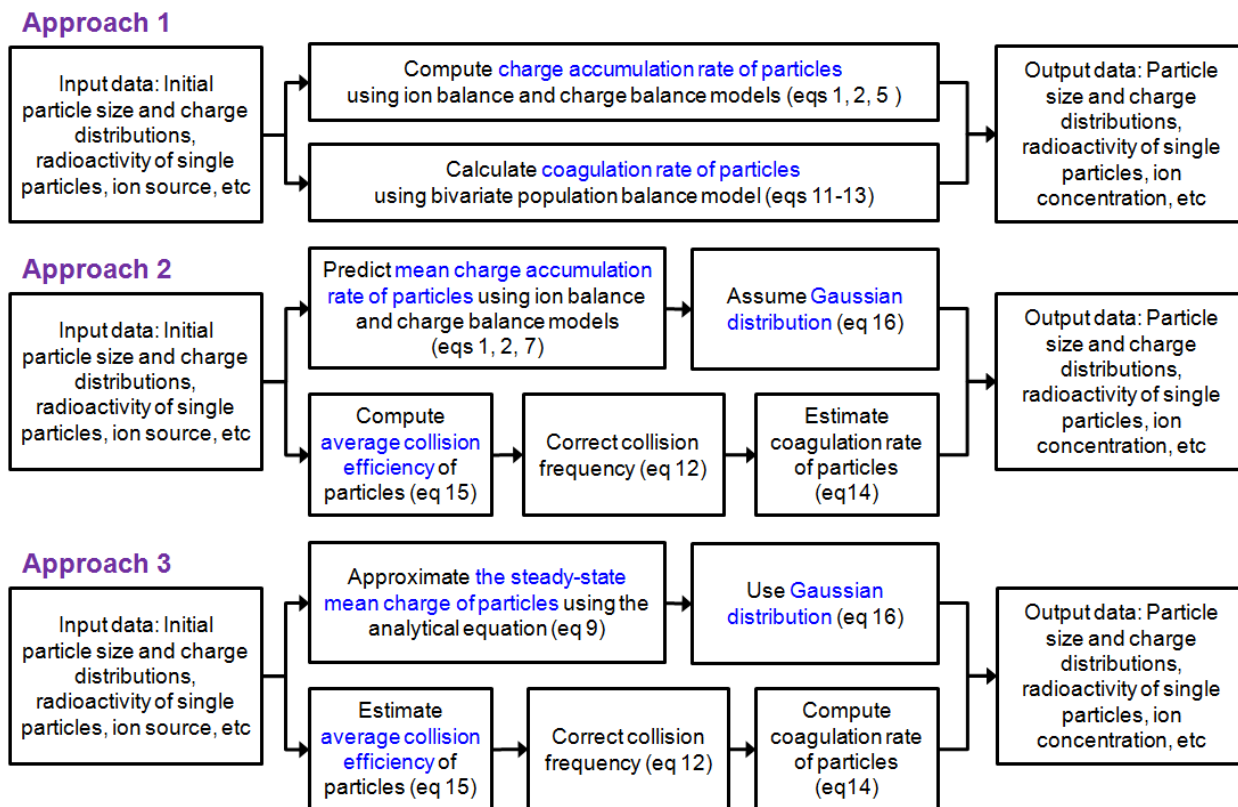 Approach 1
Input data: Initial
particle size and charge
distributions,
radioactivity of single
particles, ion source, etc
Compute charge accumulation rate of particles
using ion balance and charge balance models (eqs 1, 2, 5 )
Calculate coagulation rate of particles
using bivariate population balance model (eqs 11-13)
Output data: Particle
size and charge
distributions,
radioactivity of single
particles, ion
concentration, etc
Approach 2
Input data: Initial
particle size and charge
distributions,
radioactivity of single
particles, ion source, etc
Predict mean charge accumulation
rate of particles using ion balance
and charge balance models
(eqs 1, 2, 7)
Assume Gaussian
distribution (eq 16)
Compute
average collision
efficiency of
particles (eq 15)
Correct collision
frequency (eq 12)
Estimate
coagulation rate
of particles
(eq14)
Output data: Particle
size and charge
distributions,
radioactivity of single
particles, ion
concentration, etc
Approach 3
Input data: Initial
particle size and charge
distributions,
radioactivity of single
particles, ion source, etc
Approximate the steady-state
mean charge of particles using the
analytical equation (eq 9)
Use Gaussian
distribution (eq 16)
Estimate
average collision
efficiency of
particles (eq 15)
Correct collision
frequency (eq 12)
Compute
coagulation rate
of particles
(eq14)
Output data: Particle
size and charge
distributions,
radioactivity of single
particles, ion
concentration, etc